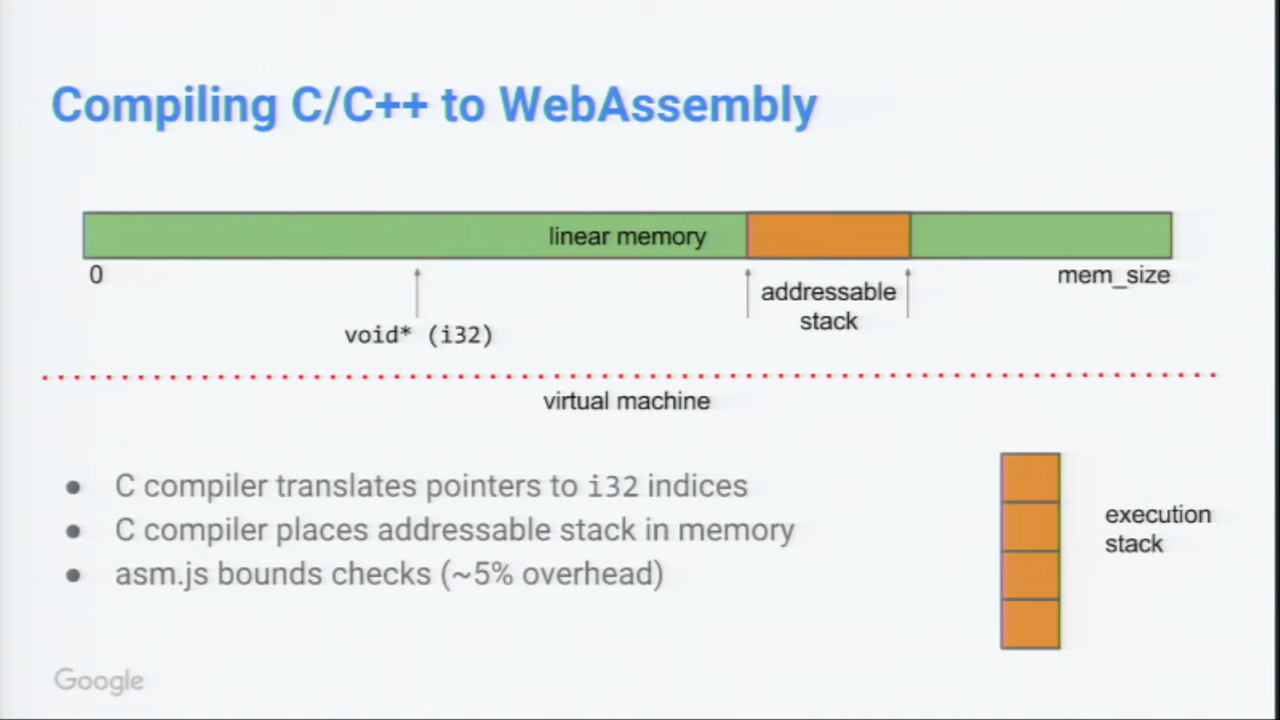 Compiling C/C++ to WebAssembly
linear memory
0
mem_size
addressable
stack
void* (i32)
virtual machine
● C compiler translates pointers to i32 indices
● C compiler places addressable stack in memory
● asm.js bounds checks (~5% overhead)
execution
stack
Google